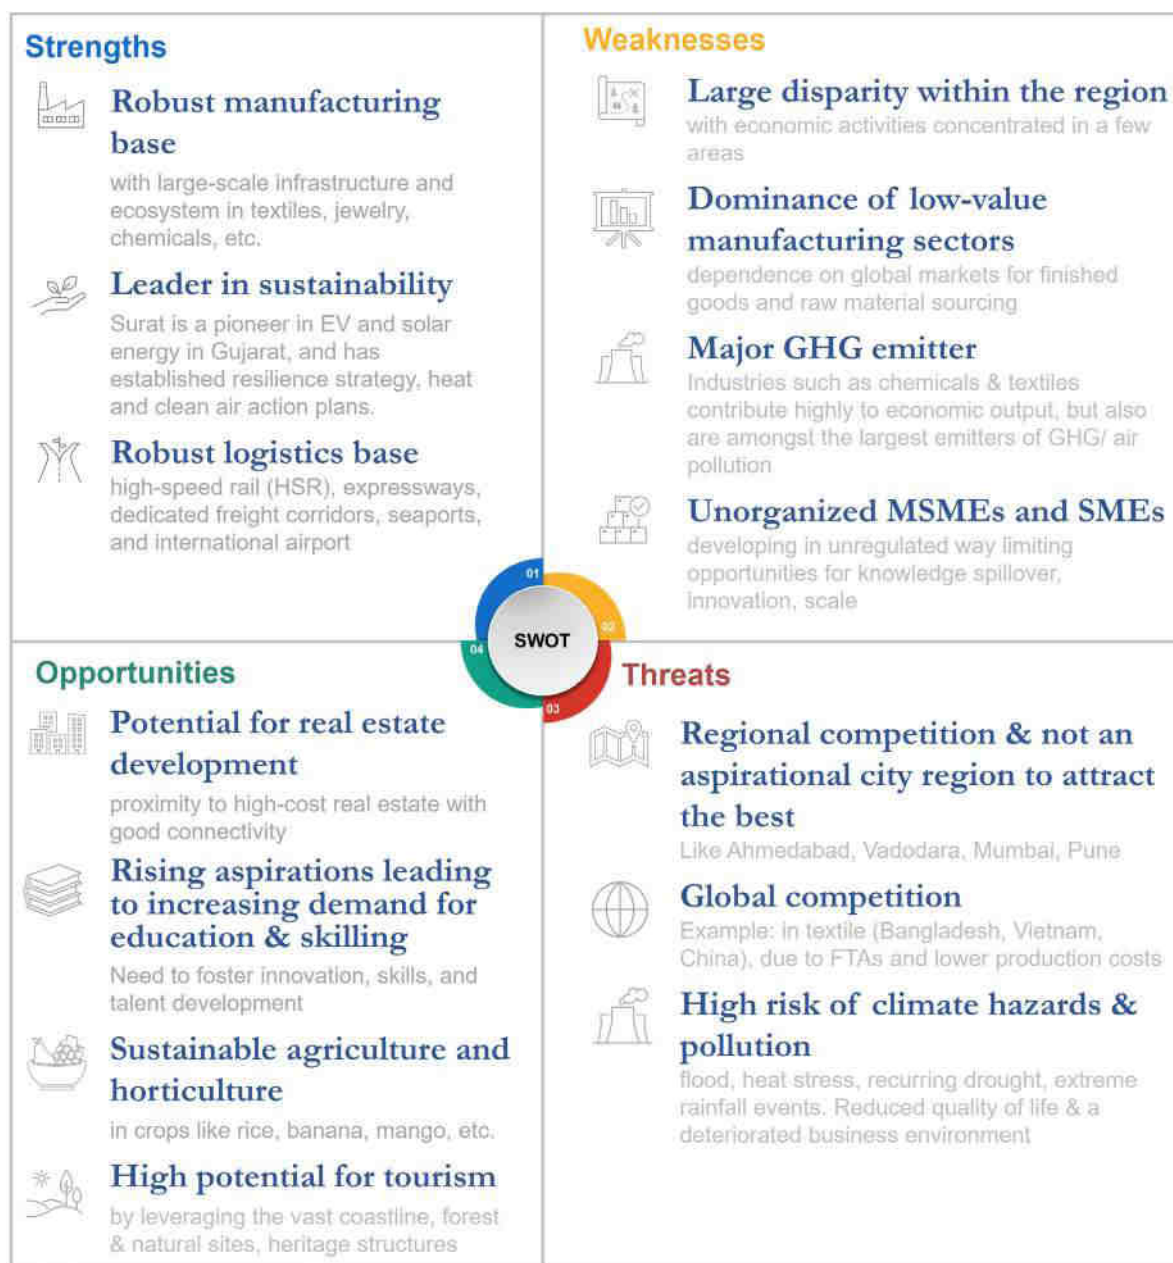 Strengths
Robust manufacturing
base
with large-scale infrastructure and
ecosystem in textiles, jewelry,
chemicals, etc.
Leader in sustainability
Surat is a pioneer in EV and solar
energy in Gujarat, and has
established resilience strategy, heat
and clean air action plans.
Robust logistics base
high-speed rail (HSR), expressways,
dedicated freight corridors, seaports,
and international airport
Weaknesses
Large disparity within the region
with economic activities concentrated in a few
areas
Dominance of low-value
manufacturing sectors
dependence on global markets for finished
goods and raw material sourcing
Major GHG emitter
Industries such as chemicals & textiles
contribute highly to economic output, but also
are amongst the largest emitters of GHG/ air
pollution
Unorganized MSMEs and SMEs
developing in unregulated way limiting
opportunities for knowledge spillover,
innovation, scale
01
02
SWOT
04
03
Opportunities
Potential for real estate
development
proximity to high-cost real estate with
good connectivity
Rising aspirations leading
to increasing demand for
education & skilling
Need to foster innovation, skills, and
talent development
Sustainable agriculture and
horticulture
in crops like rice, banana, mango, etc.
High potential for tourism
by leveraging the vast coastline, forest
& natural sites, heritage structures
Threats
Regional competition & not an
aspirational city region to attract
the best
Like Ahmedabad, Vadodara, Mumbai, Pune
Global competition
Example: in textile (Bangladesh, Vietnam,
China), due to FTAs and lower production costs
High risk of climate hazards &
pollution
flood, heat stress, recurring drought, extreme
rainfall events. Reduced quality of life & a
deteriorated business environment